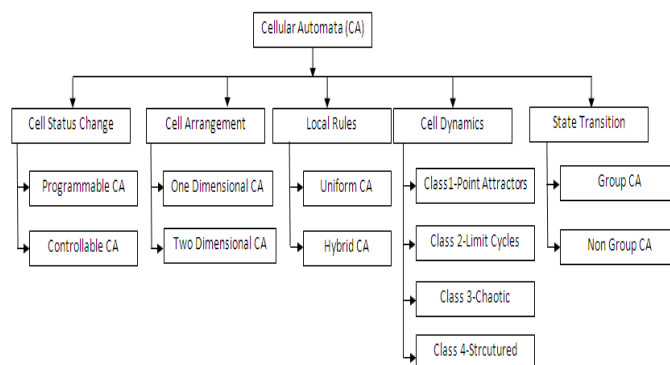 Cellular Automata (CA)
Cell Status Change
Cell Arrangement
Local Rules
Cell Dynamics
State Transition
Programmable CA
One Dimensional CA
Uniform CA
Class1-Point Attractors
Group CA
Controllable CA
Two Dimensional CA
Hybrid CA
Class 2-Limit Cycles
Non Group CA
Class 3-Chaotic
Class 4-Strcutured